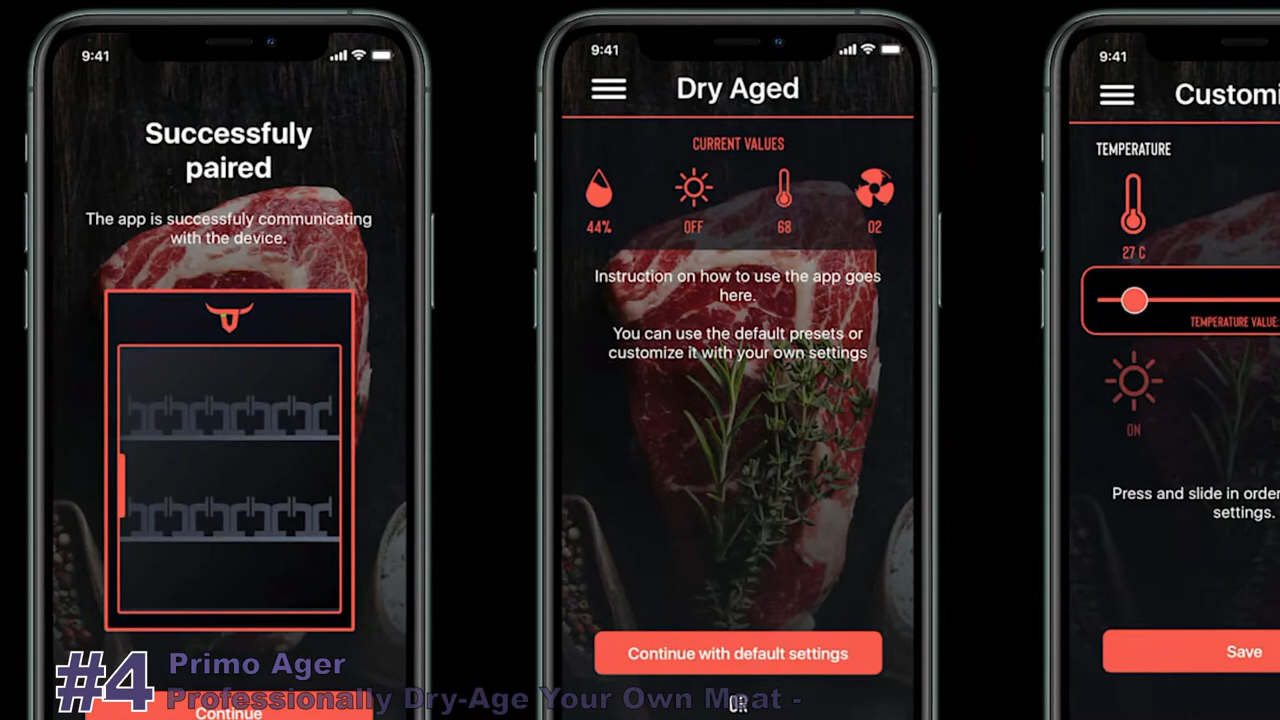 9:41
Successfuly
paired
The app is successfuly communicating
with the device.
Continue
9:41
Dry Aged
CURRENT VALUES
44% OFF 68 02
Instruction on how to use the app goes
here.
You can use the default presets or
customize it with your own settings
Continue with default settings
OR
9:41
Customi
TEMPERATURE
27 C
TEMPERATURE VALUE:
ON
Press and slide in order
settings.
Save
#4 Primo Ager
Professionally Dry-Age Your Own Meat -